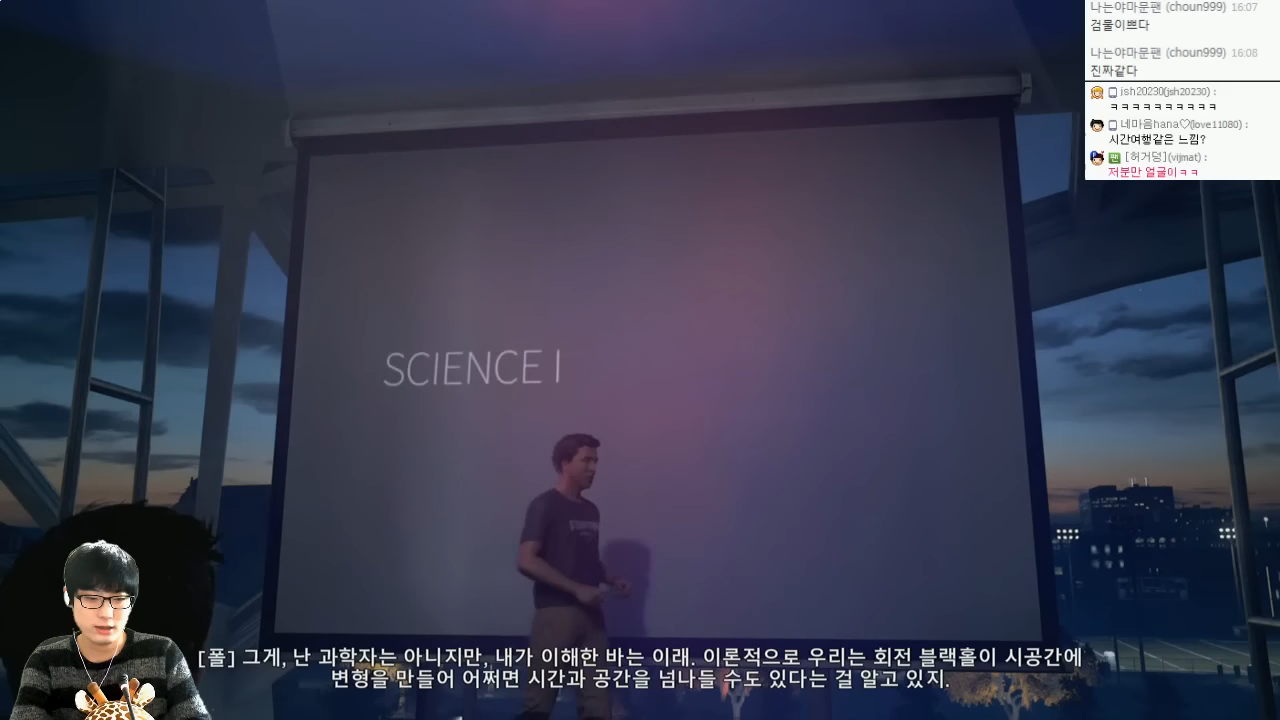 나는야마문팬 (choun999) 16:07
검물이쁘다
나는야마문팬 (choun999) 16:08
진짜같다
jsh20230(jsh20230) :
ㅋㅋㅋㅋㅋㅋㅋㅋㅋㅋ
네마음hana♡(love11080) :
시간여행같은 느낌?
팬 [허거덩](vijmat) :
저분만 얼굴이ㅋㅋ
SCIENCE I
[폴] 그게, 난 과학자는 아니지만, 내가 이해한 바는 이래. 이론적으로 우리는 회전 블랙홀이 시공간에
변형을 만들어 어쩌면 시간과 공간을 넘나들 수도 있다는 걸 알고 있지.